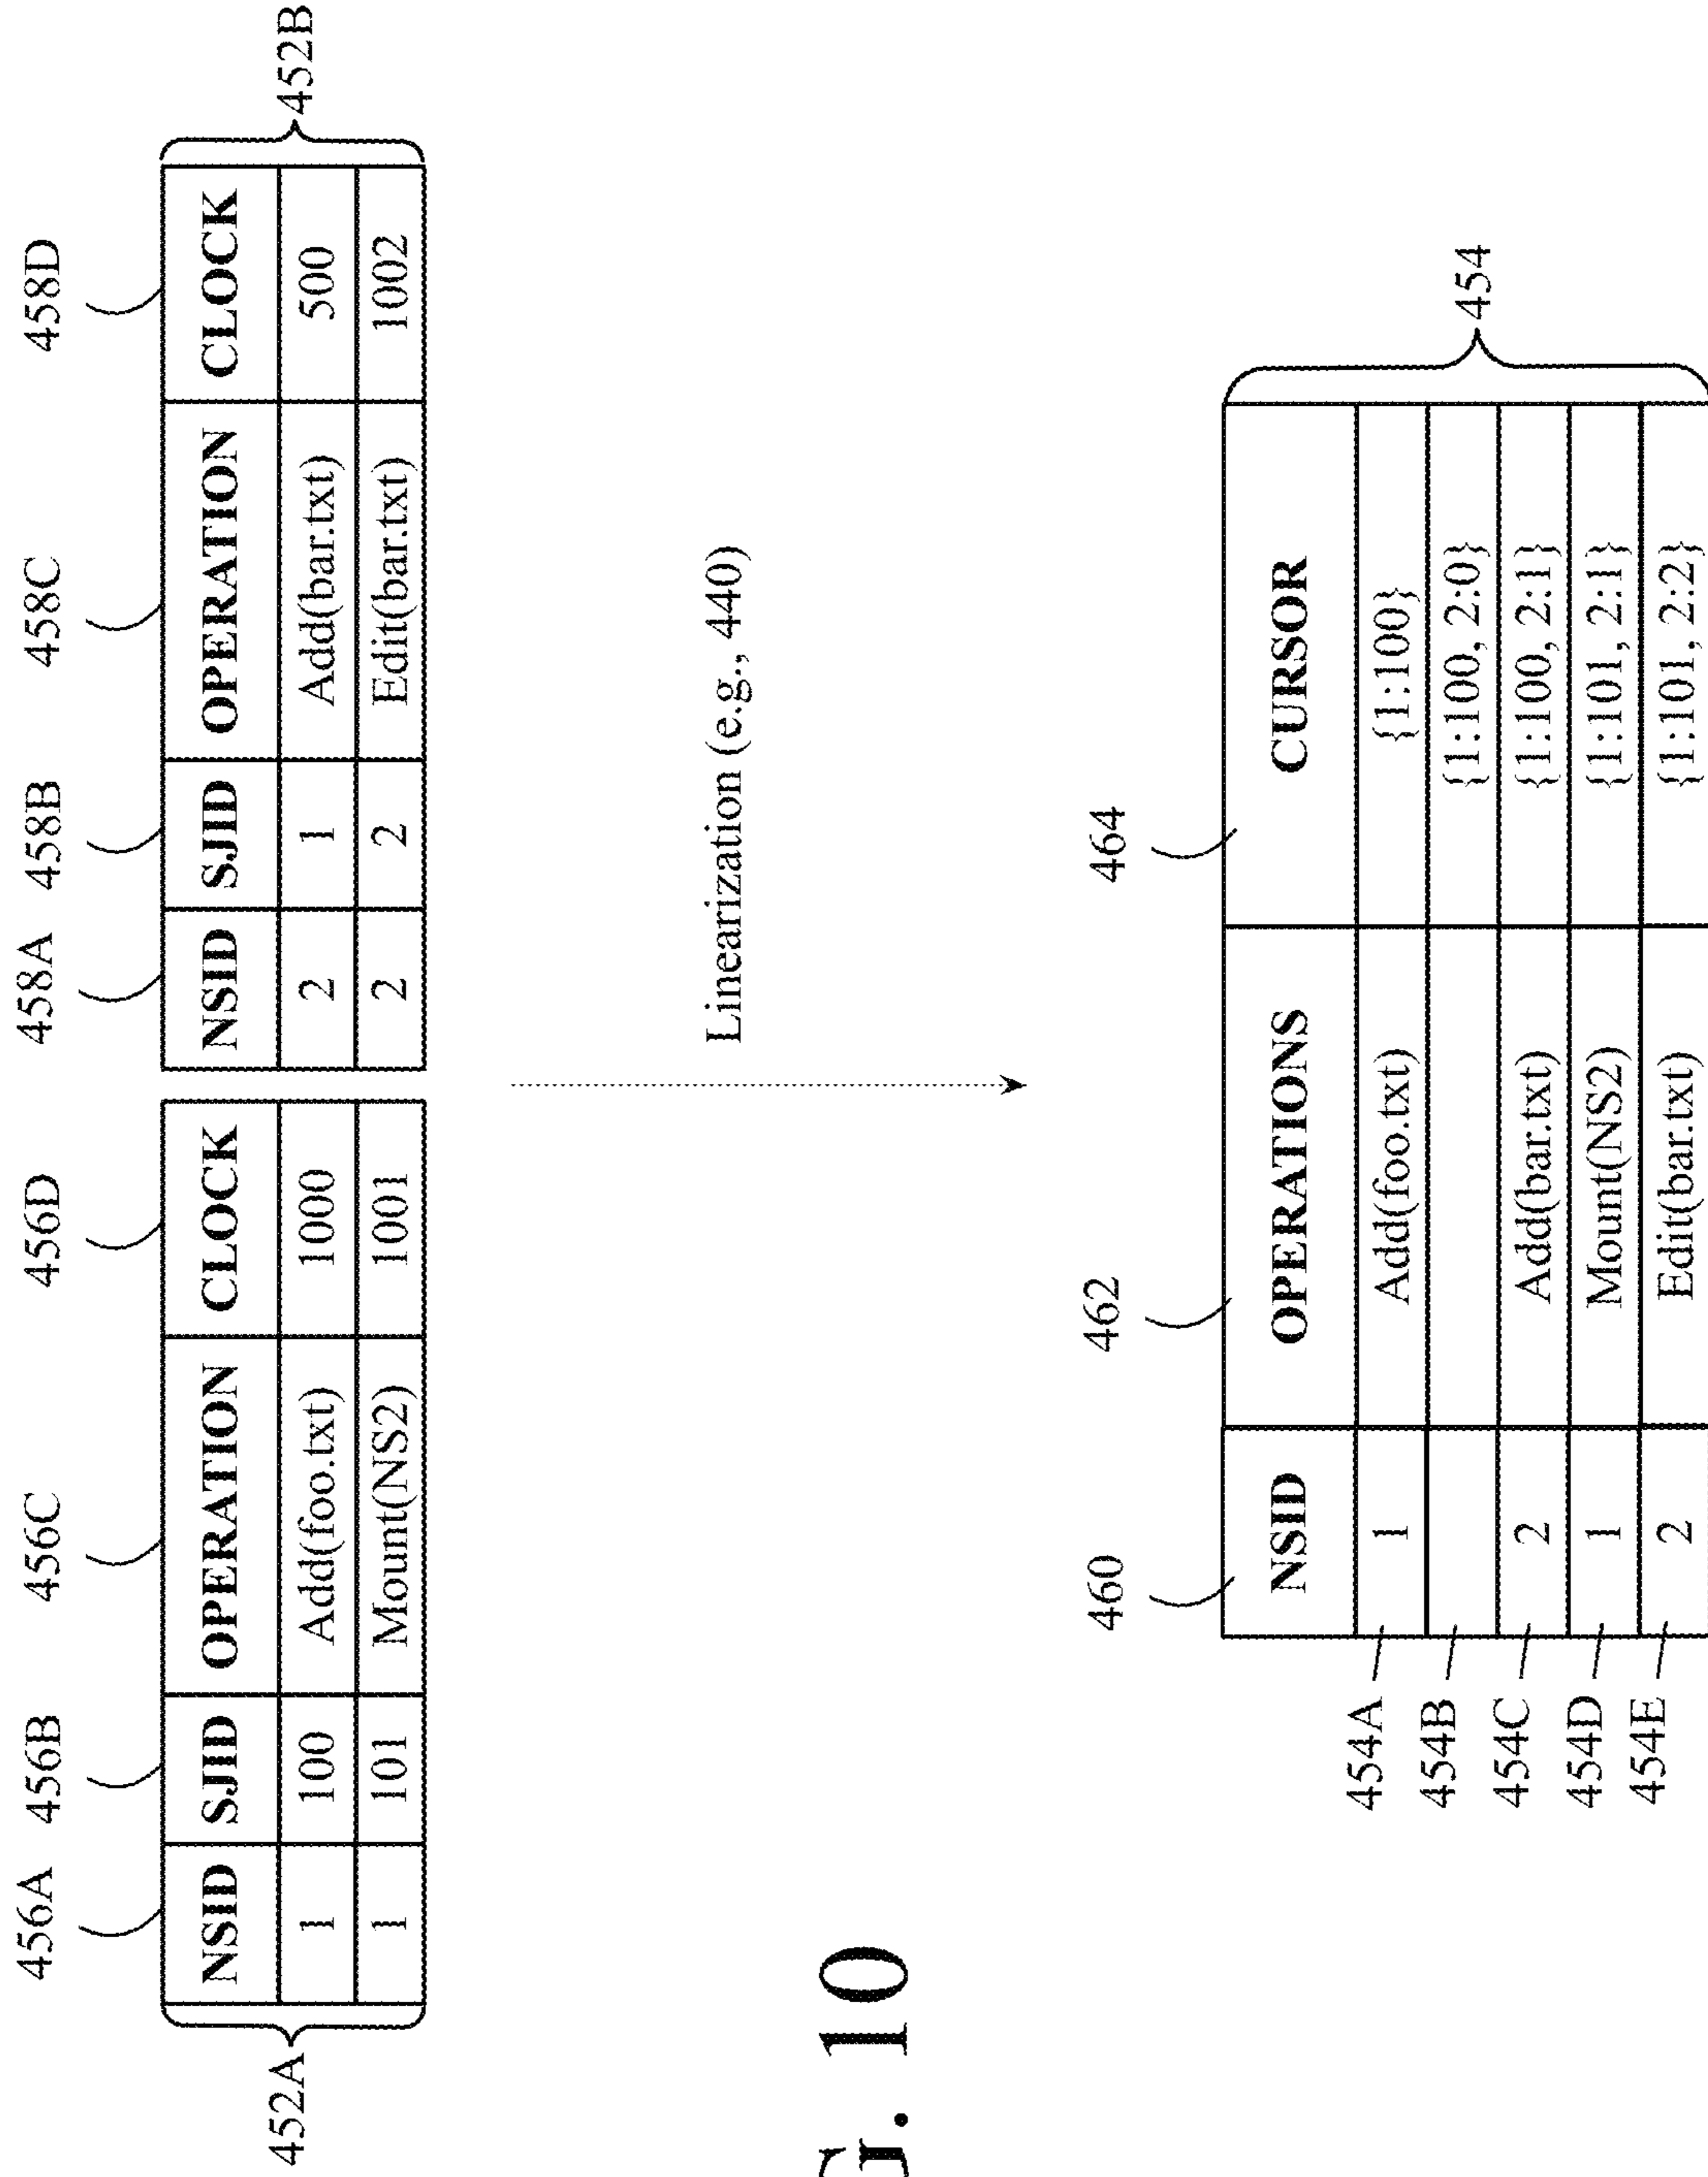 456A 456B 456C 456D 458A 458B 458C 458D
NSID SJID OPERATION CLOCK NSID SJID OPERATION CLOCK
1 100 Add(foo.txt) 1000 2 1 Add(bar.txt) 500
1 101 Mount(NS2) 1001 2 2 Edit(bar.txt) 1002
452A 452B
Linearization (e.g., 440)
G. 10
460 462 464
NSID OPERATIONS CURSOR
454A 1 Add(foo.txt) {1:100}
454B {1:100, 2:0}
454C 2 Add(bar.txt) {1:100, 2:1}
454D 1 Mount(NS2) {1:101, 2:1}
454E 2 Edit(bar.txt) {1:101, 2:2}
454